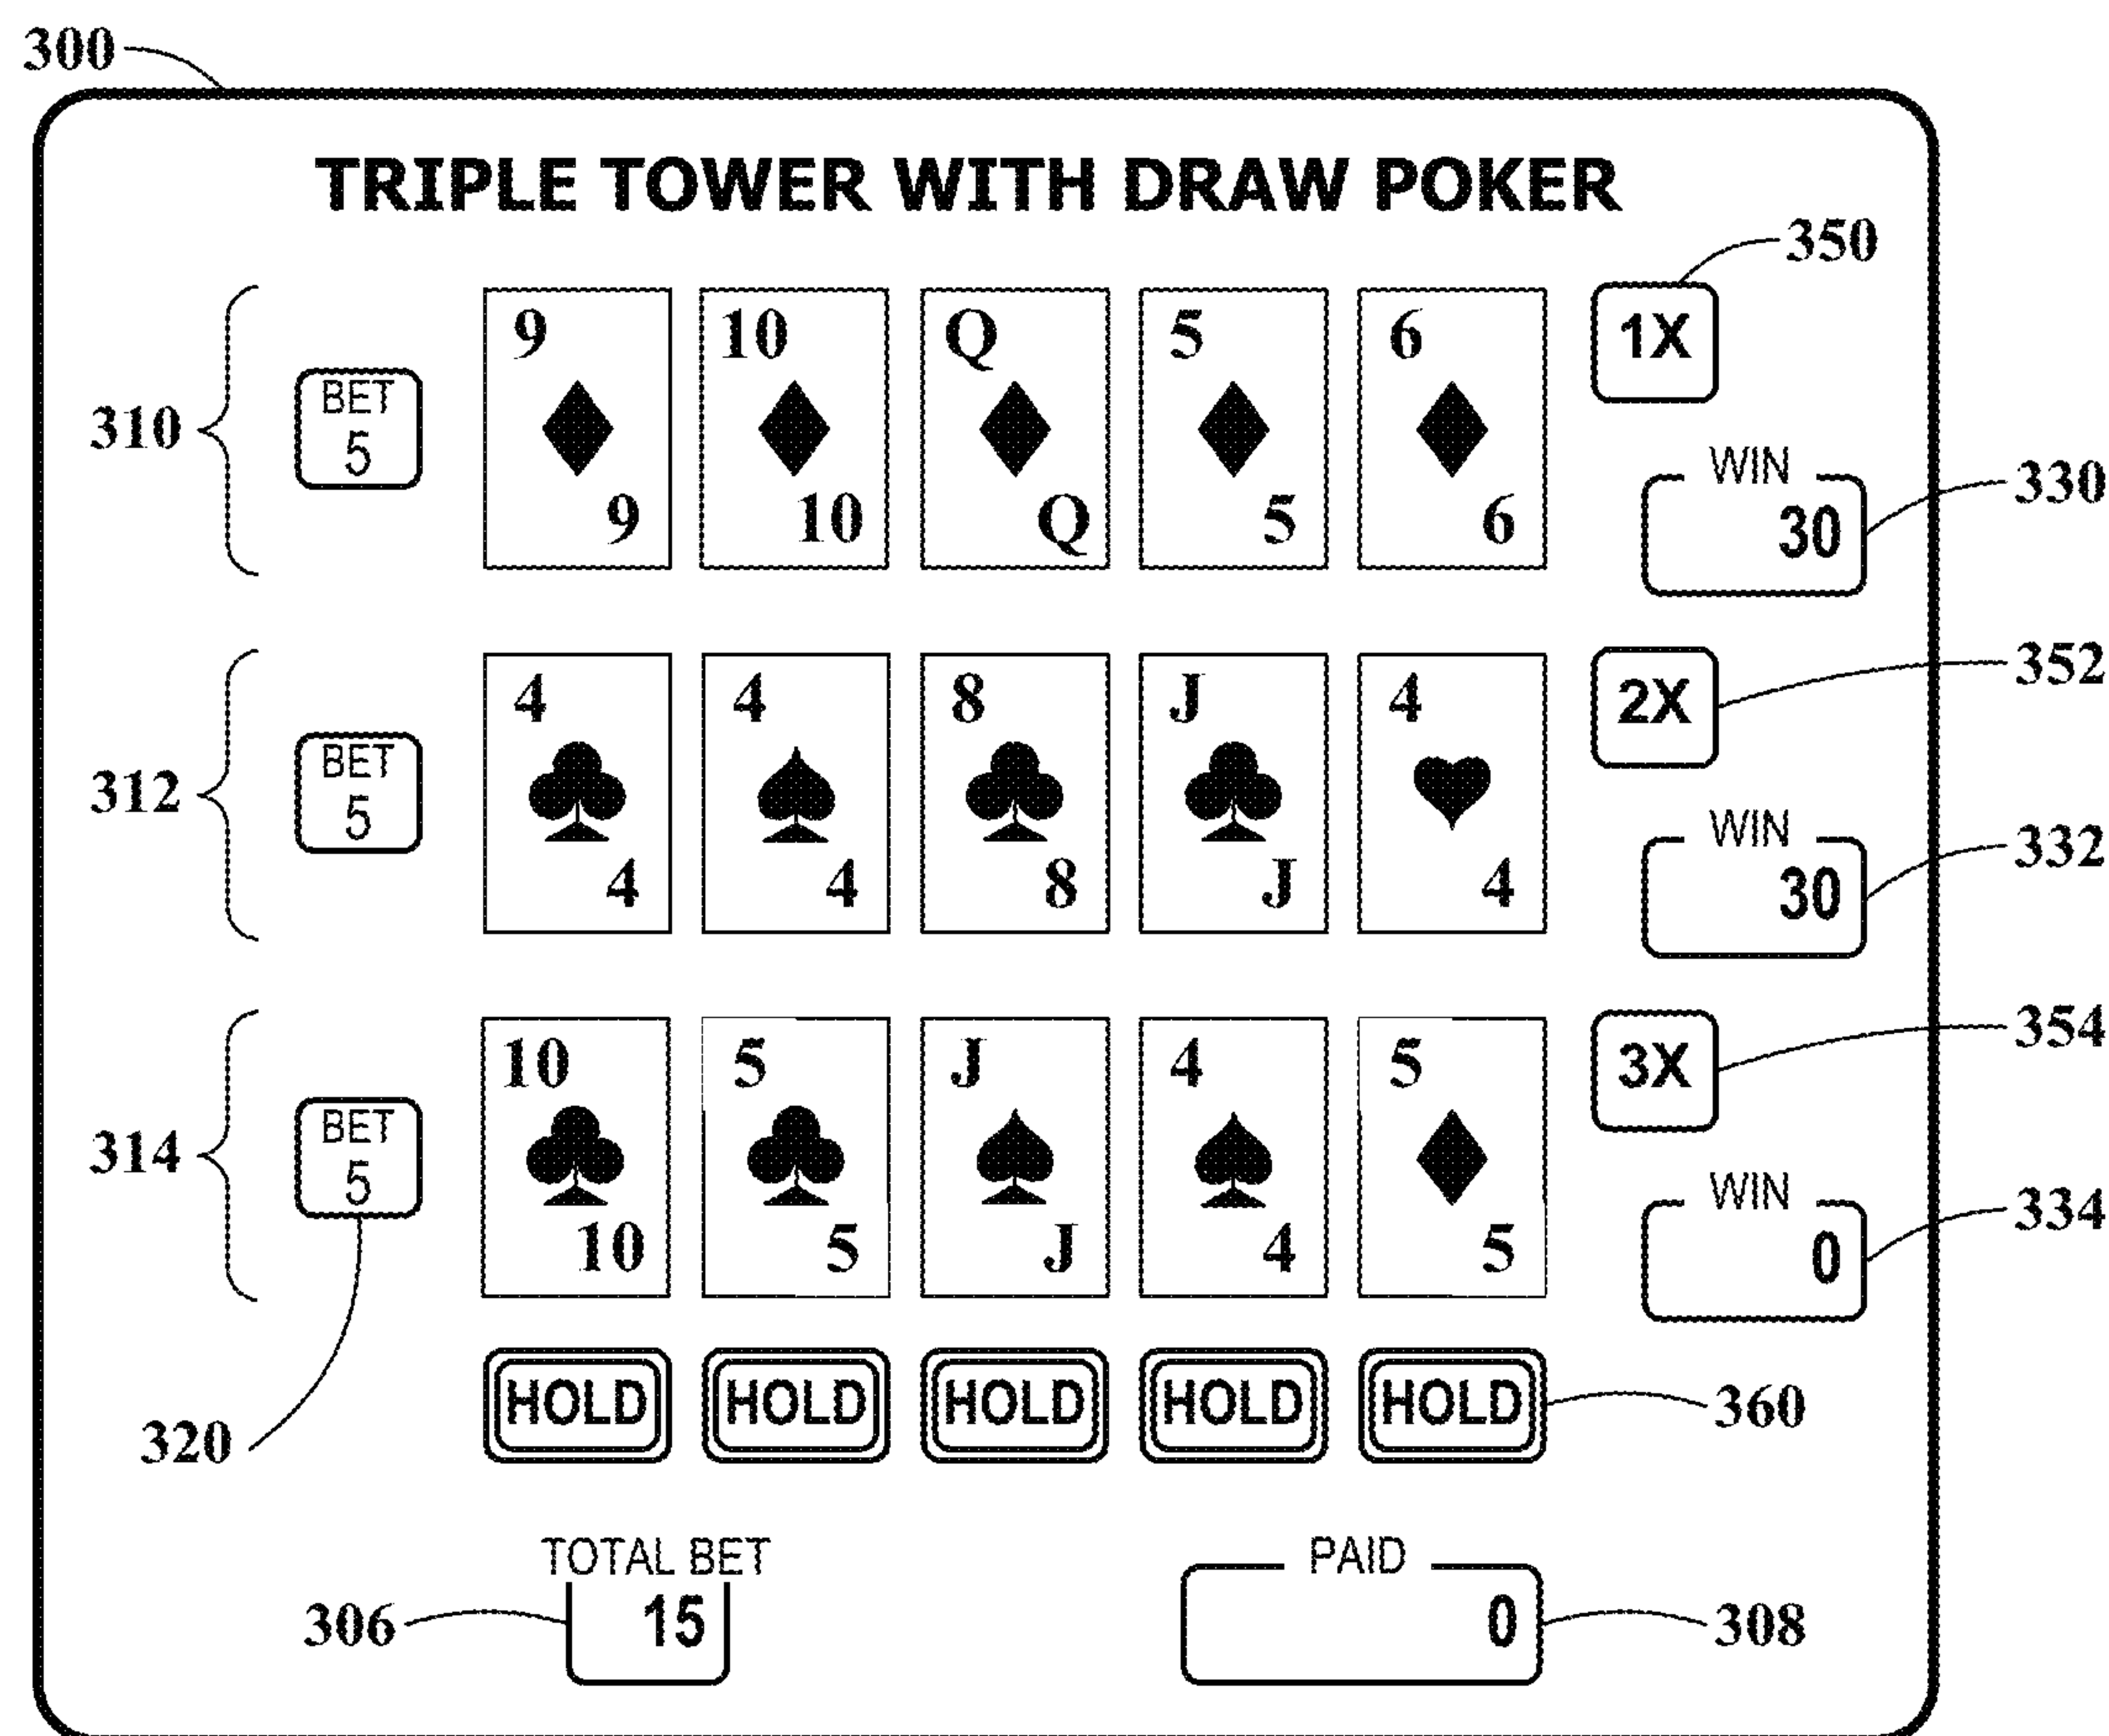 300
TRIPLE TOWER WITH DRAW POKER
350
9 10 Q 5 6 1X
310 BET 5
WIN 30 330
9 10 Q 5 6
352
4 4 8 J 4 2X
312 BET 5
WIN 30 332
4 4 8 J 4
354
10 5 J 4 5 3X
314 BET 5
WIN 0 334
10 5 J 4 5
HOLD HOLD HOLD HOLD HOLD 360
320
TOTAL BET PAID
306 15 0 308